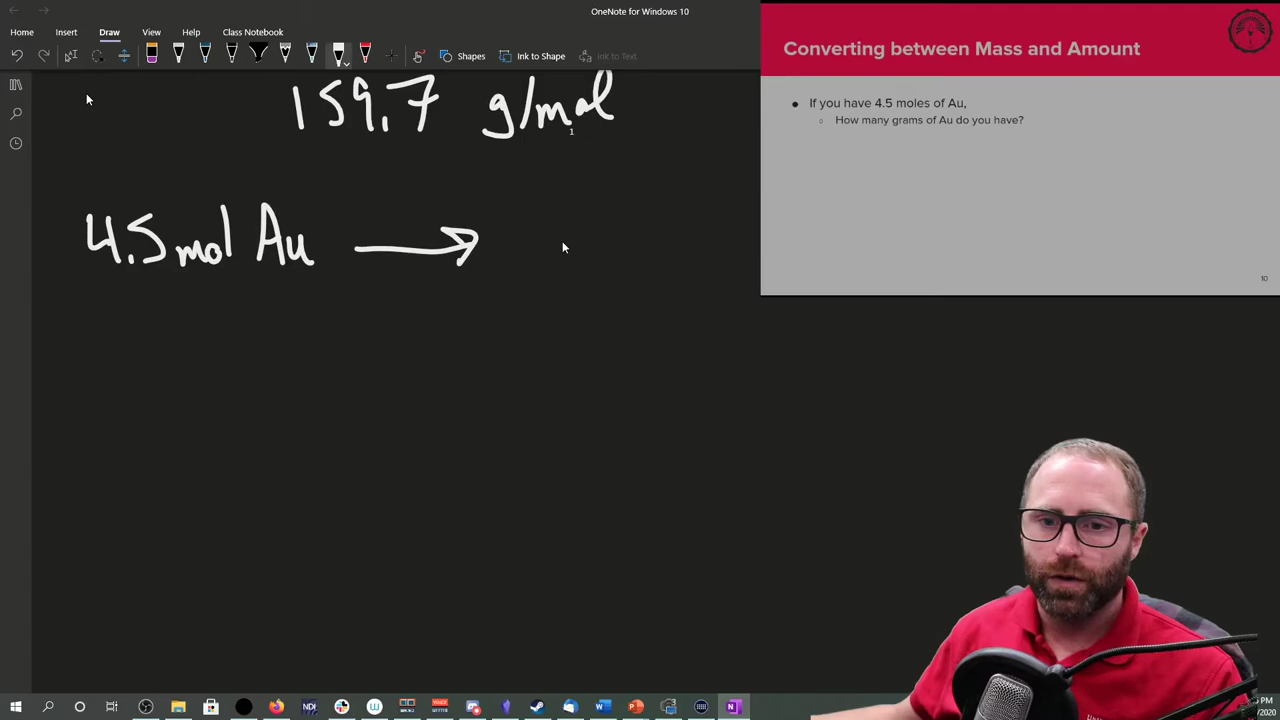 OneNote for Windows 10
Home Insert Draw View Help Class Notebook
Shapes Ink to Shape Ink to Text
159.7 g/mol
4.5 mol Au
Converting between Mass and Amount
• If you have 4.5 moles of Au,
○ How many grams of Au do you have?
10